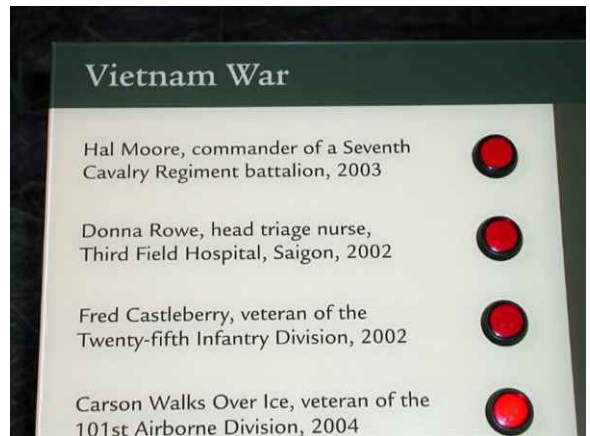 Vietnam War
Hal Moore, commander of a Seventh
Cavalry Regiment battalion, 2003
Donna Rowe, head triage nurse,
Third Field Hospital, Saigon, 2002
Fred Castleberry, veteran of the
Twenty-fifth Infantry Division, 2002
Carson Walks Over Ice, veteran of the
101st Airborne Division, 2004